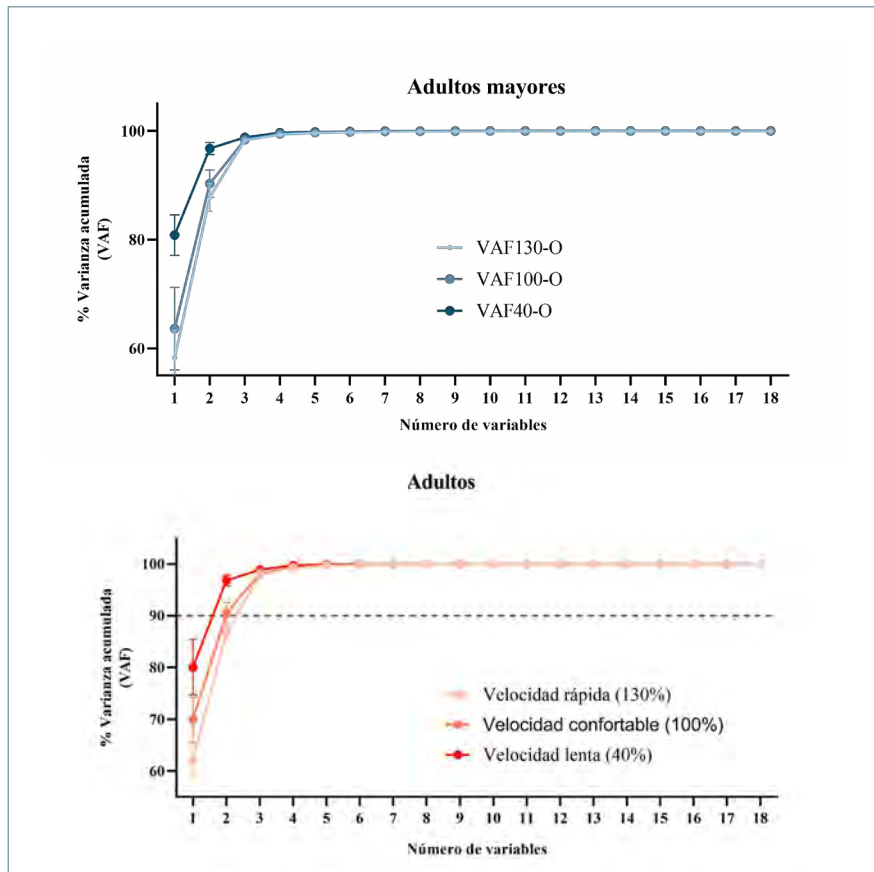 Adultos mayores
% Varianza acumulada
(VAF)
100
80
60
VAF130-O
VAF100-O
VAF40-O
1 2 3 4 5 6 7 8 9 10 11 12 13 14 15 16 17 18
Número de variables
Adultos
% Varianza acumulada
(VAF)
100
90
80
70
60
Velocidad rápida (130%)
Velocidad confortable (100%)
Velocidad lenta (40%)
1 2 3 4 5 6 7 8 9 10 11 12 13 14 15 16 17 18
Número de variables